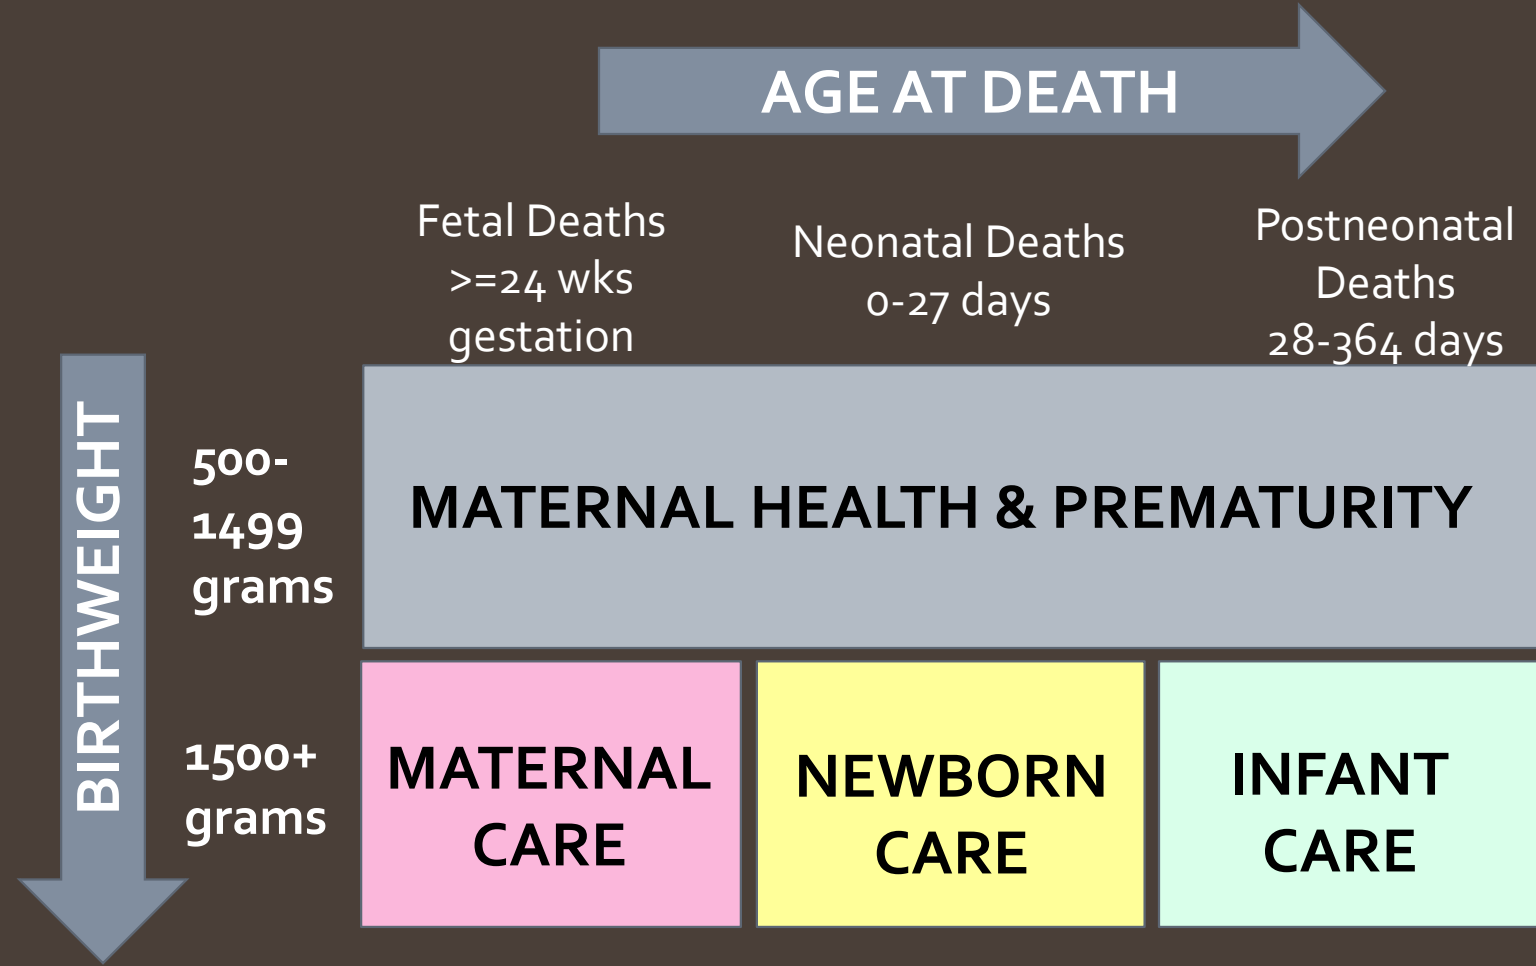 AGE AT DEATH
Fetal Deaths
>=24 wks
gestation
Neonatal Deaths
0-27 days
Postneonatal
Deaths
28-364 days
BIRTHWEIGHT
500-
1499
grams
MATERNAL HEALTH & PREMATURITY
1500+
grams
MATERNAL
CARE
NEWBORN
CARE
INFANT
CARE